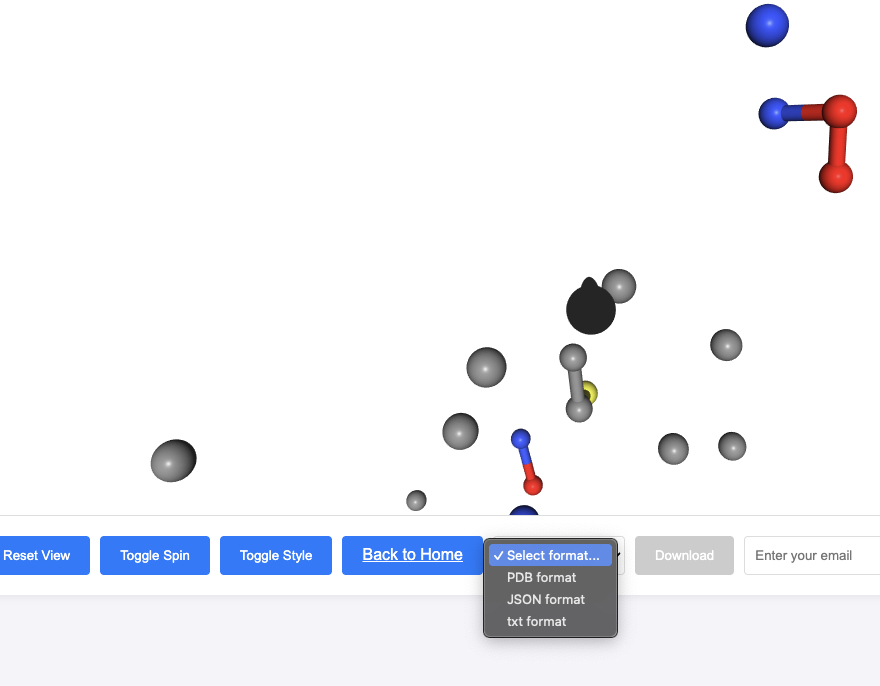 Reset View
Toggle Spin
Toggle Style
Back to Home
✓ Select format...
PDB format
JSON format
txt format
Download
Enter your email